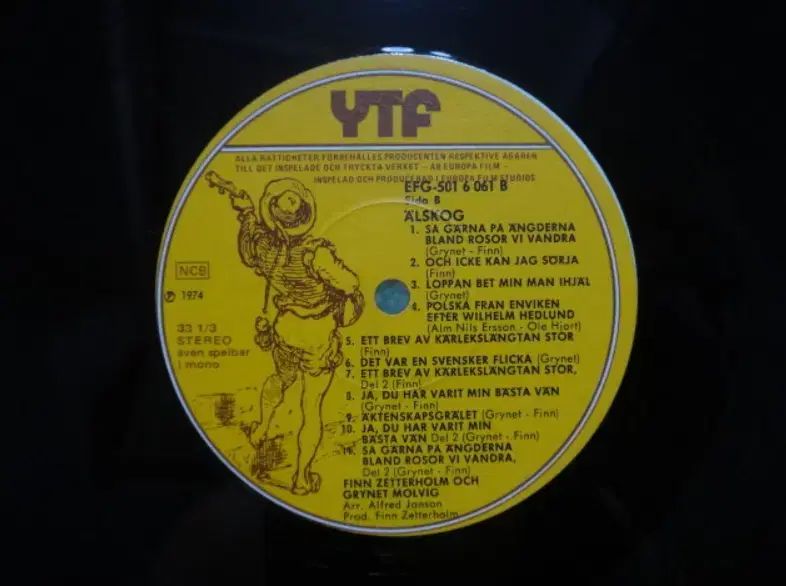 YTF
ALLA RÄTTIGHETER FÖRBEHÅLLES PRODUCENTEN RESPEKTIVE ÄGAREN
TILL DET INSPELADE OCH TRYCKTA VERKET – AB EUROPA FILM –
INSPELAD OCH PRODUCERAD I EUROPA FILM STUDIOS
EFG-501 6 061 B
Sida B
ÄLSKOG
1. SÅ GÄRNA PÅ ÄNGDERNA
BLAND ROSOR VI VANDRA
(Grynet - Finn)
2. OCH ICKE KAN JAG SÖRJA
(Finn)
3. LOPPAN BET MIN MAN IHJÄL
(Grynet)
4. POLSKA FRÅN ENVIKEN
EFTER WILHELM HEDLUND
(Alm Nils Ersson - Ole Hjort)
5. ETT BREV AV KÄRLEKSLÄNGTAN STOR
(Finn)
6. DET VAR EN SVENSKER FLICKA (Grynet)
7. ETT BREV AV KÄRLEKSLÄNGTAN STOR,
Del 2 (Finn)
8. JA, DU HAR VARIT MIN BÄSTA VÄN
(Grynet - Finn)
9. ÄKTENSKAPSGRÄLET (Grynet - Finn)
10. JA, DU HAR VARIT MIN
BÄSTA VÄN Del 2 (Grynet - Finn)
11. SÅ GÄRNA PÅ ÄNGDERNA
BLAND ROSOR VI VANDRA,
Del 2 (Grynet - Finn)
FINN ZETTERHOLM OCH
GRYNET MOLVIG
Arr. Alfred Janson
Prod. Finn Zetterholm
NCB
℗ 1974
33 1/3
STEREO
även spelbar
i mono